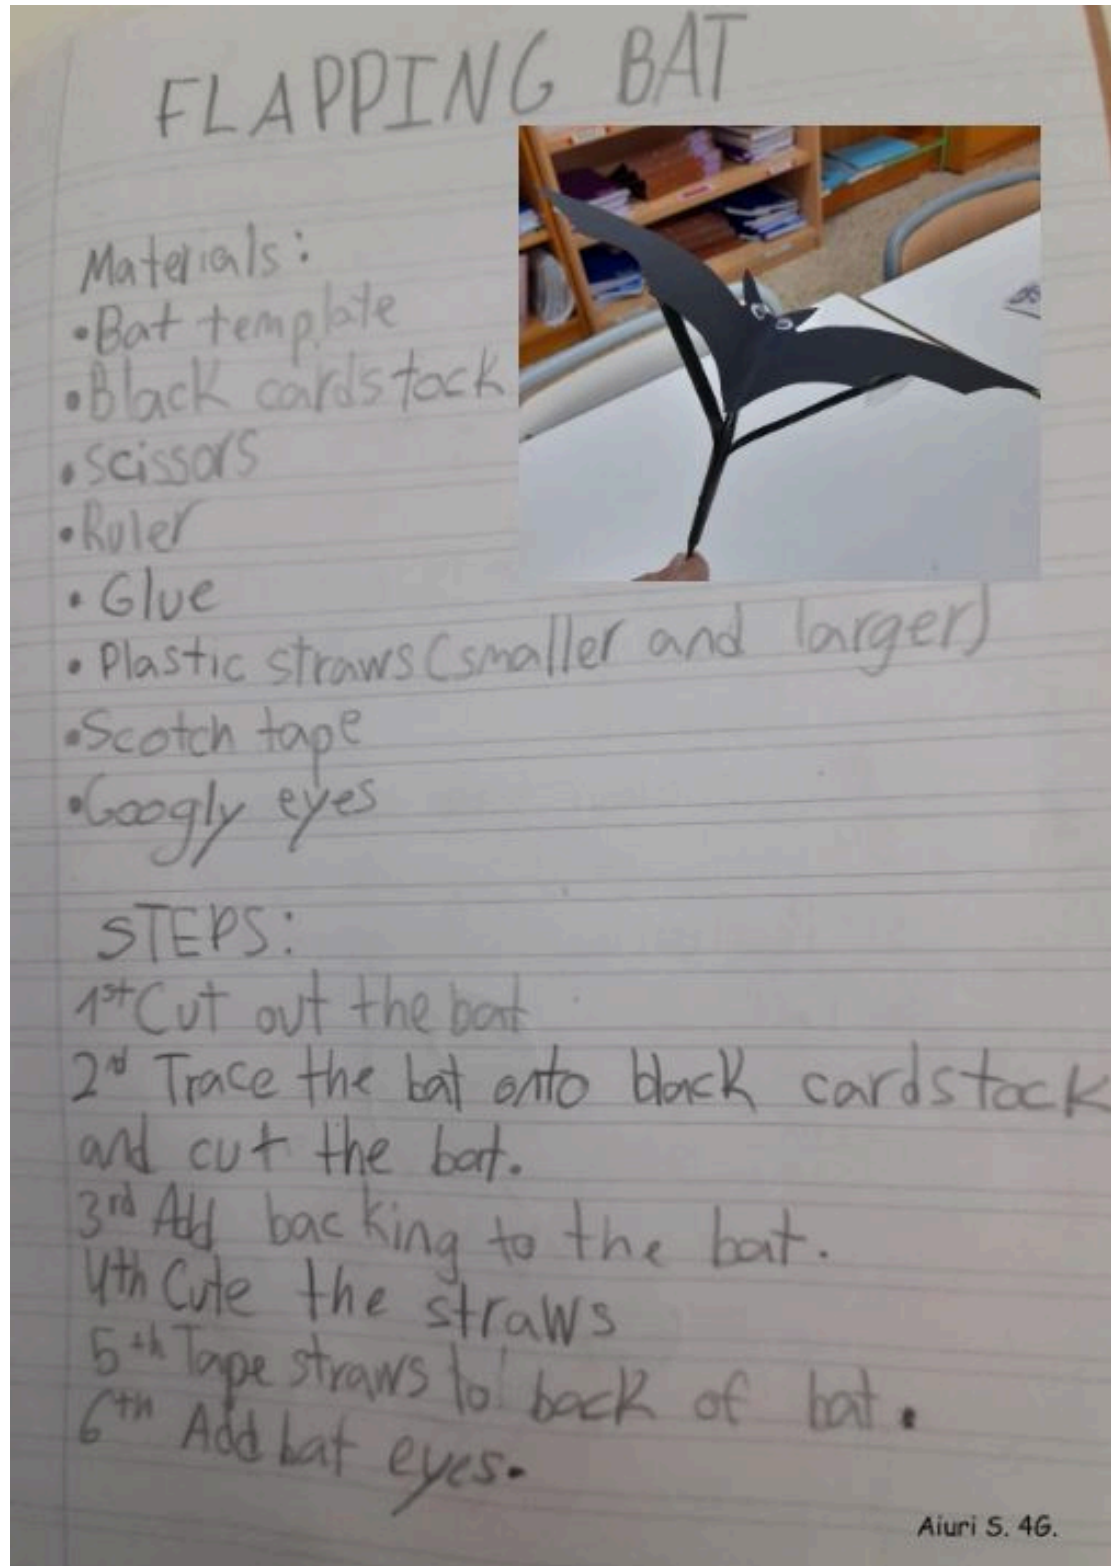 FLAPPING BAT
Materials:
• Bat template
• Black cardstock
• scissors
• Ruler
• Glue
• Plastic straws (smaller and larger)
• Scotch tape
• Googly eyes
STEPS:
1st Cut out the bat
2nd Trace the bat onto black cardstock
and cut the bat.
3rd Add backing to the bat.
4th Cute the straws
5th Tape straws to back of bat.
6th Add bat eyes.
Aiuri S. 4G.